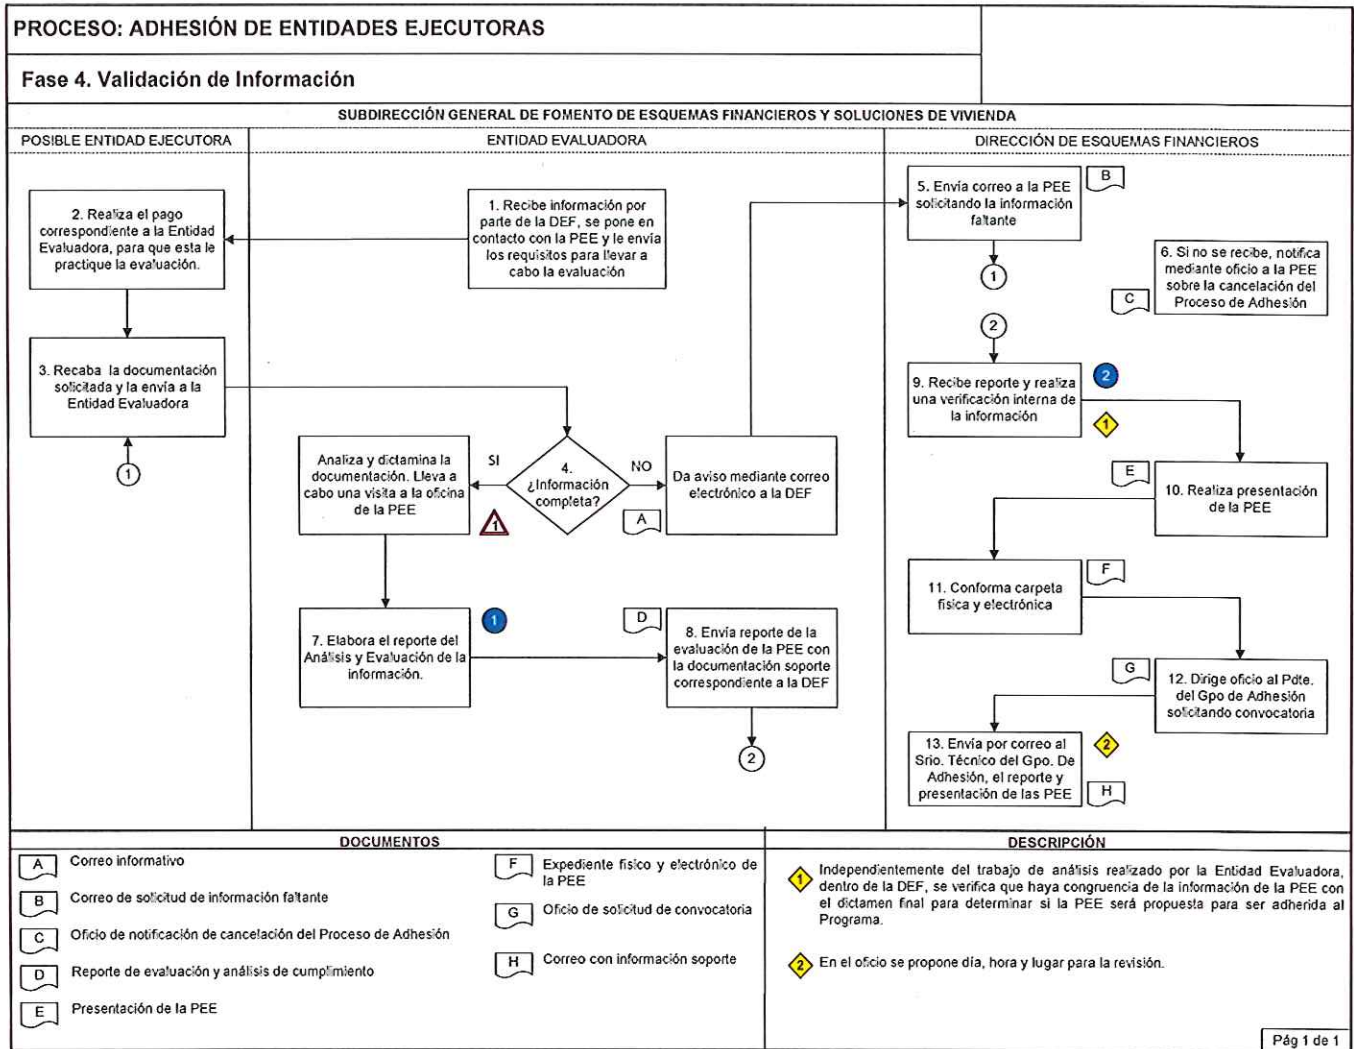 PROCESO: ADHESIÓN DE ENTIDADES EJECUTORAS
Fase 4. Validación de Información
SUBDIRECCIÓN GENERAL DE FOMENTO DE ESQUEMAS FINANCIEROS Y SOLUCIONES DE VIVIENDA
POSIBLE ENTIDAD EJECUTORA
ENTIDAD EVALUADORA
DIRECCIÓN DE ESQUEMAS FINANCIEROS
2. Realiza el pago
correspondiente a la Entidad
Evaluadora, para que esta le
practique la evaluación.
3. Recaba la documentación
solicitada y la envía a la
Entidad Evaluadora
1
1. Recibe información por
parte de la DEF, se pone en
contacto con la PEE y le envía
los requisitos para llevar a
cabo la evaluación
Analiza y dictamina la
documentación. Lleva a
cabo una visita a la oficina
de la PEE
SI
1
4.
¿Información
completa?
NO
A
Da aviso mediante correo
electrónico a la DEF
7. Elabora el reporte del
Análisis y Evaluación de la
información.
1
D
8. Envía reporte de la
evaluación de la PEE con
la documentación soporte
correspondiente a la DEF
2
5. Envía correo a la PEE
solicitando la información
faltante
B
1
6. Si no se recibe, notifica
mediante oficio a la PEE
sobre la cancelación del
Proceso de Adhesión
C
2
9. Recibe reporte y realiza
una verificación interna de
la información
2
1
E
10. Realiza presentación
de la PEE
11. Conforma carpeta
física y electrónica
F
G
12. Dirige oficio al Pdte.
del Gpo de Adhesión
solicitando convocatoria
13. Envía por correo al
Srio. Técnico del Gpo. De
Adhesión, el reporte y
presentación de las PEE
2
H
DOCUMENTOS
A Correo informativo
B Correo de solicitud de información faltante
C Oficio de notificación de cancelación del Proceso de Adhesión
D Reporte de evaluación y análisis de cumplimiento
E Presentación de la PEE
F Expediente físico y electrónico de
la PEE
G Oficio de solicitud de convocatoria
H Correo con información soporte
DESCRIPCIÓN
1 Independientemente del trabajo de análisis realizado por la Entidad Evaluadora,
dentro de la DEF, se verifica que haya congruencia de la información de la PEE con
el dictamen final para determinar si la PEE será propuesta para ser adherida al
Programa.
2 En el oficio se propone día, hora y lugar para la revisión.
Pág 1 de 1